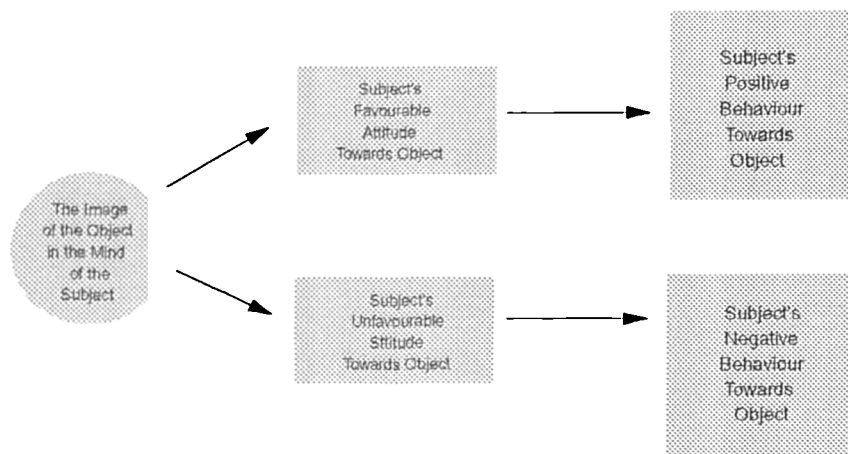 The Image
of the Object
in the Mind
of the
Subject
Subject's
Favourable
Attitude
Towards Object
Subject's
Positive
Behaviour
Towards
Object
Subject's
Unfavourable
Sttitude
Towards Object
Subject's
Negative
Behaviour
Towards
Object